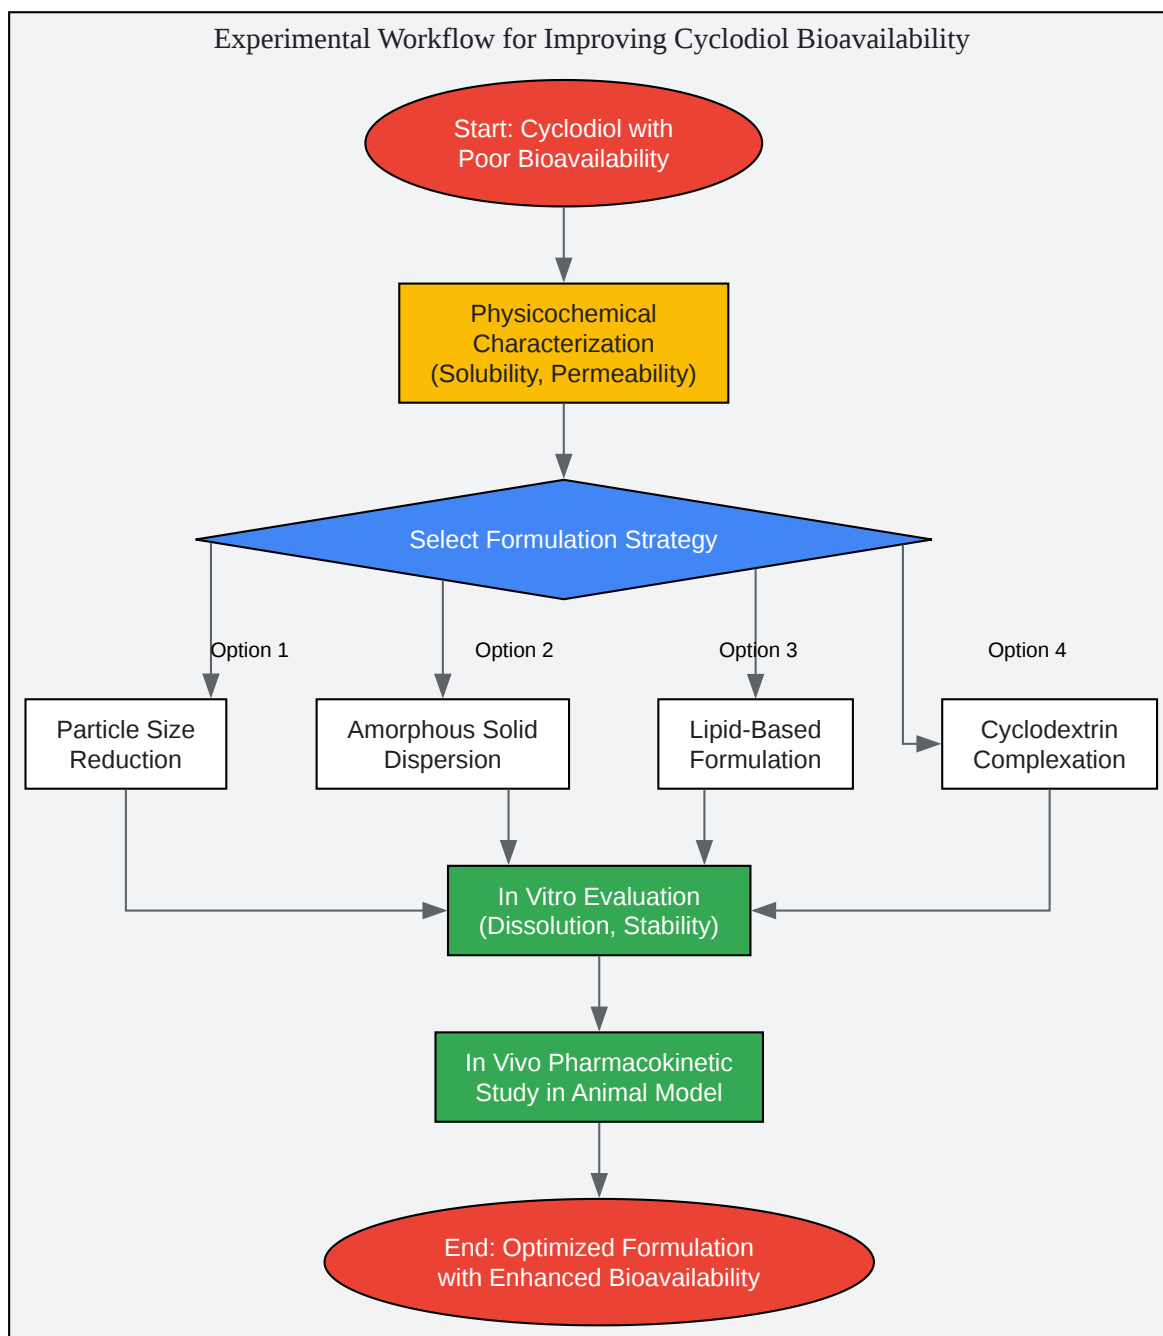 Experimental Workflow for Improving Cyclodiol Bioavailability
Start: Cyclodiol with
Poor Bioavailability
Physicochemical
Characterization
(Solubility, Permeability)
Select Formulation Strategy
Option 1
Option 2
Option 3
Option 4
Particle Size
Reduction
Amorphous Solid
Dispersion
Lipid-Based
Formulation
Cyclodextrin
Complexation
In Vitro Evaluation
(Dissolution, Stability)
In Vivo Pharmacokinetic
Study in Animal Model
End: Optimized Formulation
with Enhanced Bioavailability